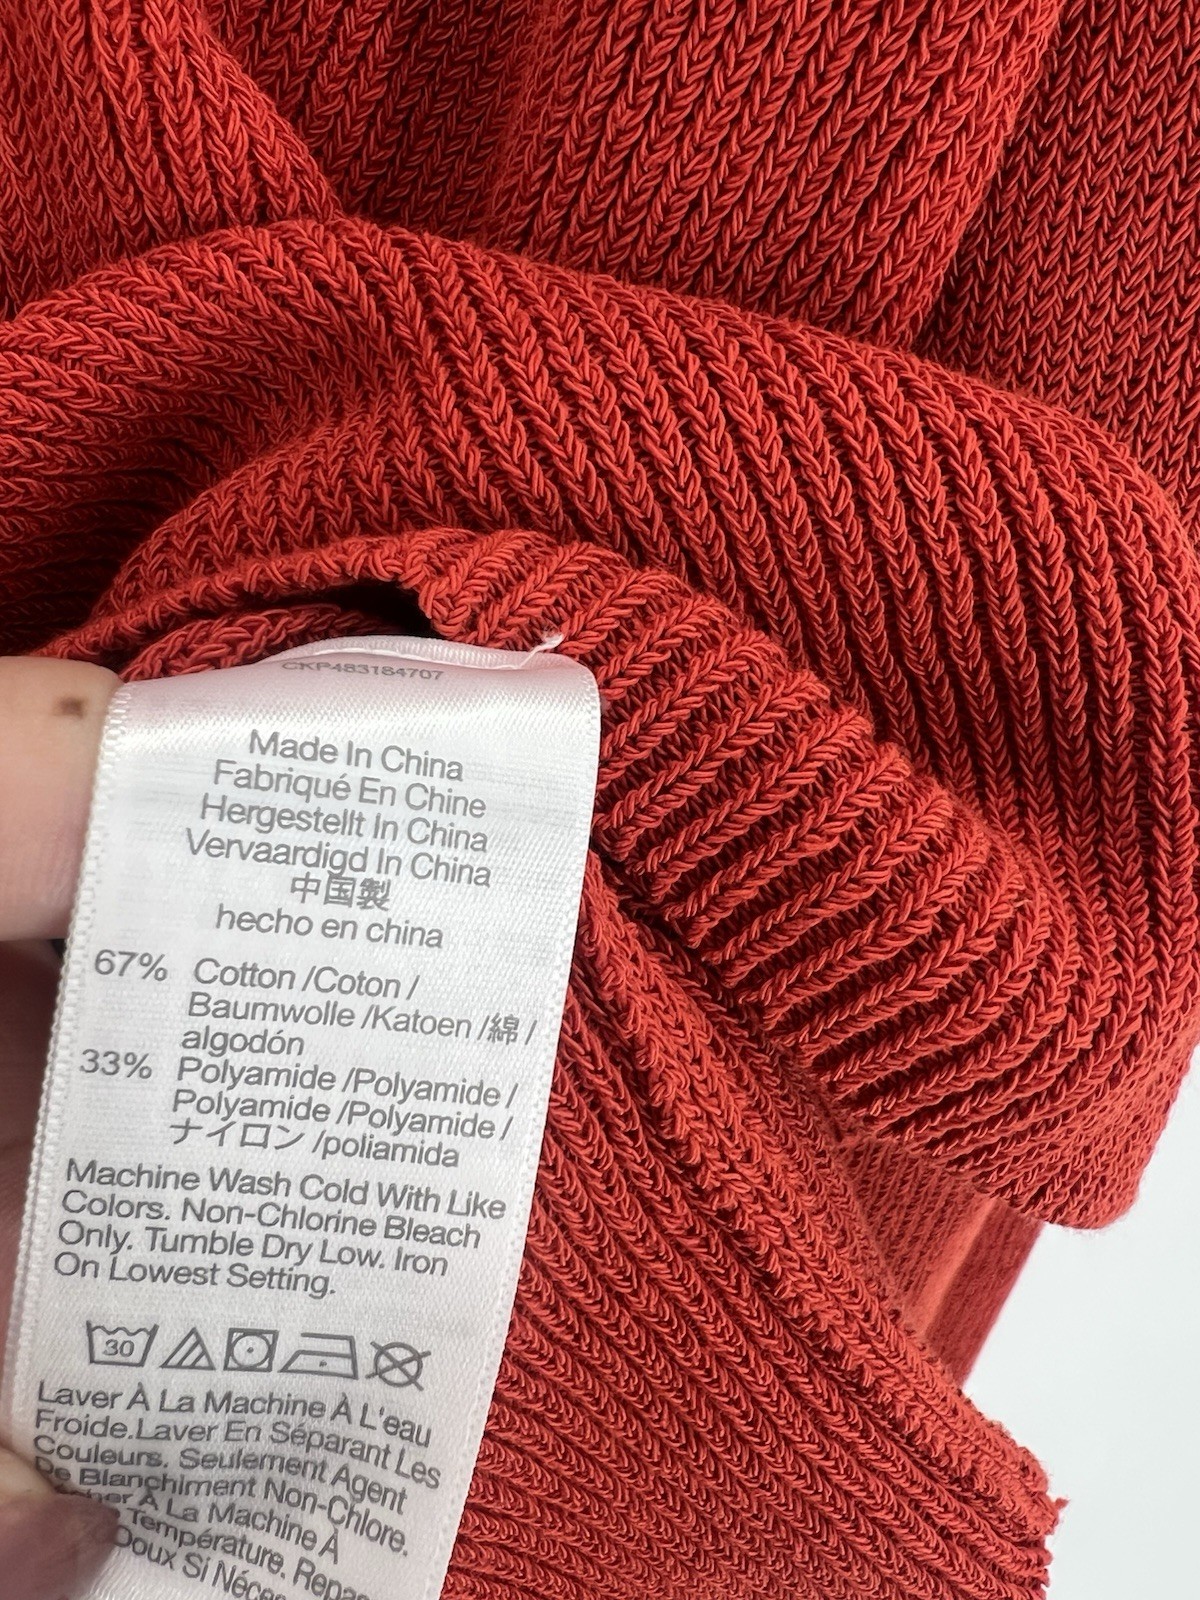 CKP483184707
Made In China
Fabriqué En Chine
Hergestellt In China
Vervaardigd In China
中国製
hecho en china
67% Cotton /Coton /
Baumwolle /Katoen /綿 /
algodón
33% Polyamide /Polyamide /
Polyamide /Polyamide /
ナイロン /poliamida
Machine Wash Cold With Like
Colors. Non-Chlorine Bleach
Only. Tumble Dry Low. Iron
On Lowest Setting.
30
Laver À La Machine À L'eau
Froide.Laver En Séparant Les
Couleurs. Seulement Agent
De Blanchiment Non-Chlore.
À La Machine À
Température.
Doux Si